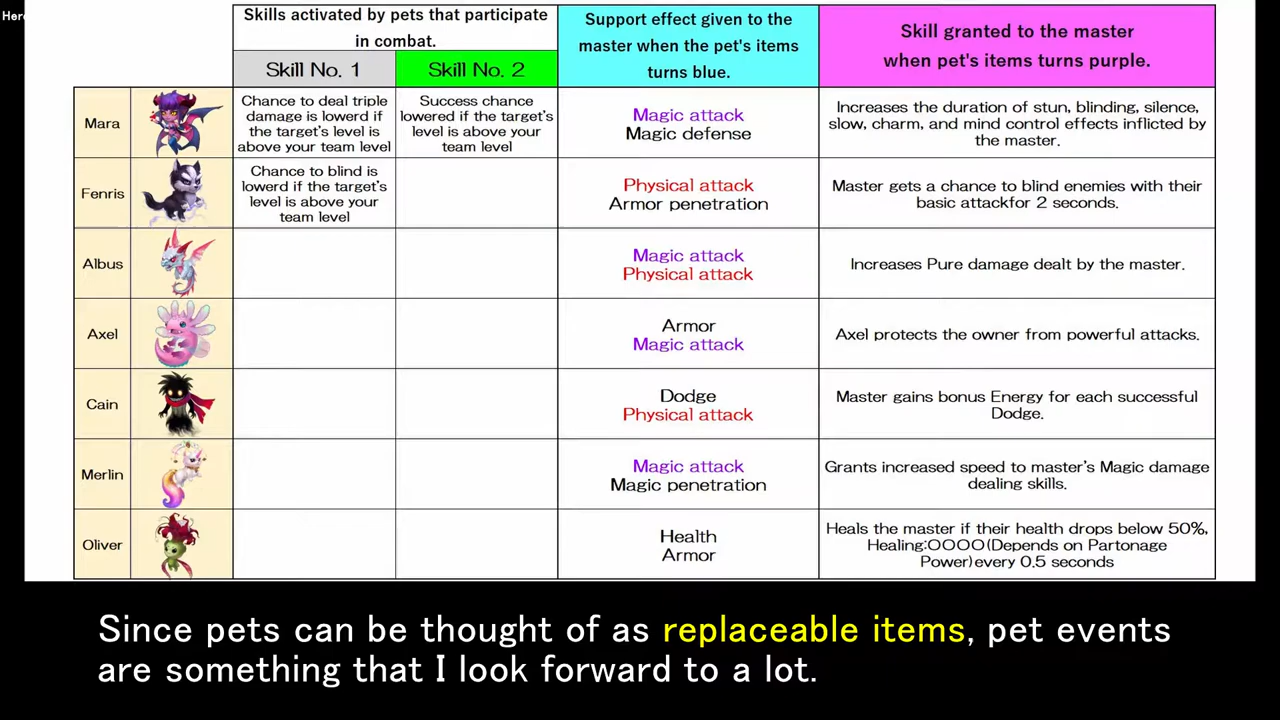 Hero
Skills activated by pets that participate
in combat.
Skill No. 1
Skill No. 2
Support effect given to the
master when the pet's items
turns blue.
Skill granted to the master
when pet's items turns purple.
Mara
Chance to deal triple
damage is lowerd if
the target's level is
above your team level
Success chance
lowered if the target's
level is above your
team level
Magic attack
Magic defense
Increases the duration of stun, blinding, silence,
slow, charm, and mind control effects inflicted by
the master.
Fenris
Chance to blind is
lowerd if the target's
level is above your
team level
Physical attack
Armor penetration
Master gets a chance to blind enemies with their
basic attackfor 2 seconds.
Albus
Magic attack
Physical attack
Increases Pure damage dealt by the master.
Axel
Armor
Magic attack
Axel protects the owner from powerful attacks.
Cain
Dodge
Physical attack
Master gains bonus Energy for each successful
Dodge.
Merlin
Magic attack
Magic penetration
Grants increased speed to master's Magic damage
dealing skills.
Oliver
Health
Armor
Heals the master if their health drops below 50%,
Healing:OOOO(Depends on Partonage
Power)every 0.5 seconds
Since pets can be thought of as replaceable items, pet events
are something that I look forward to a lot.